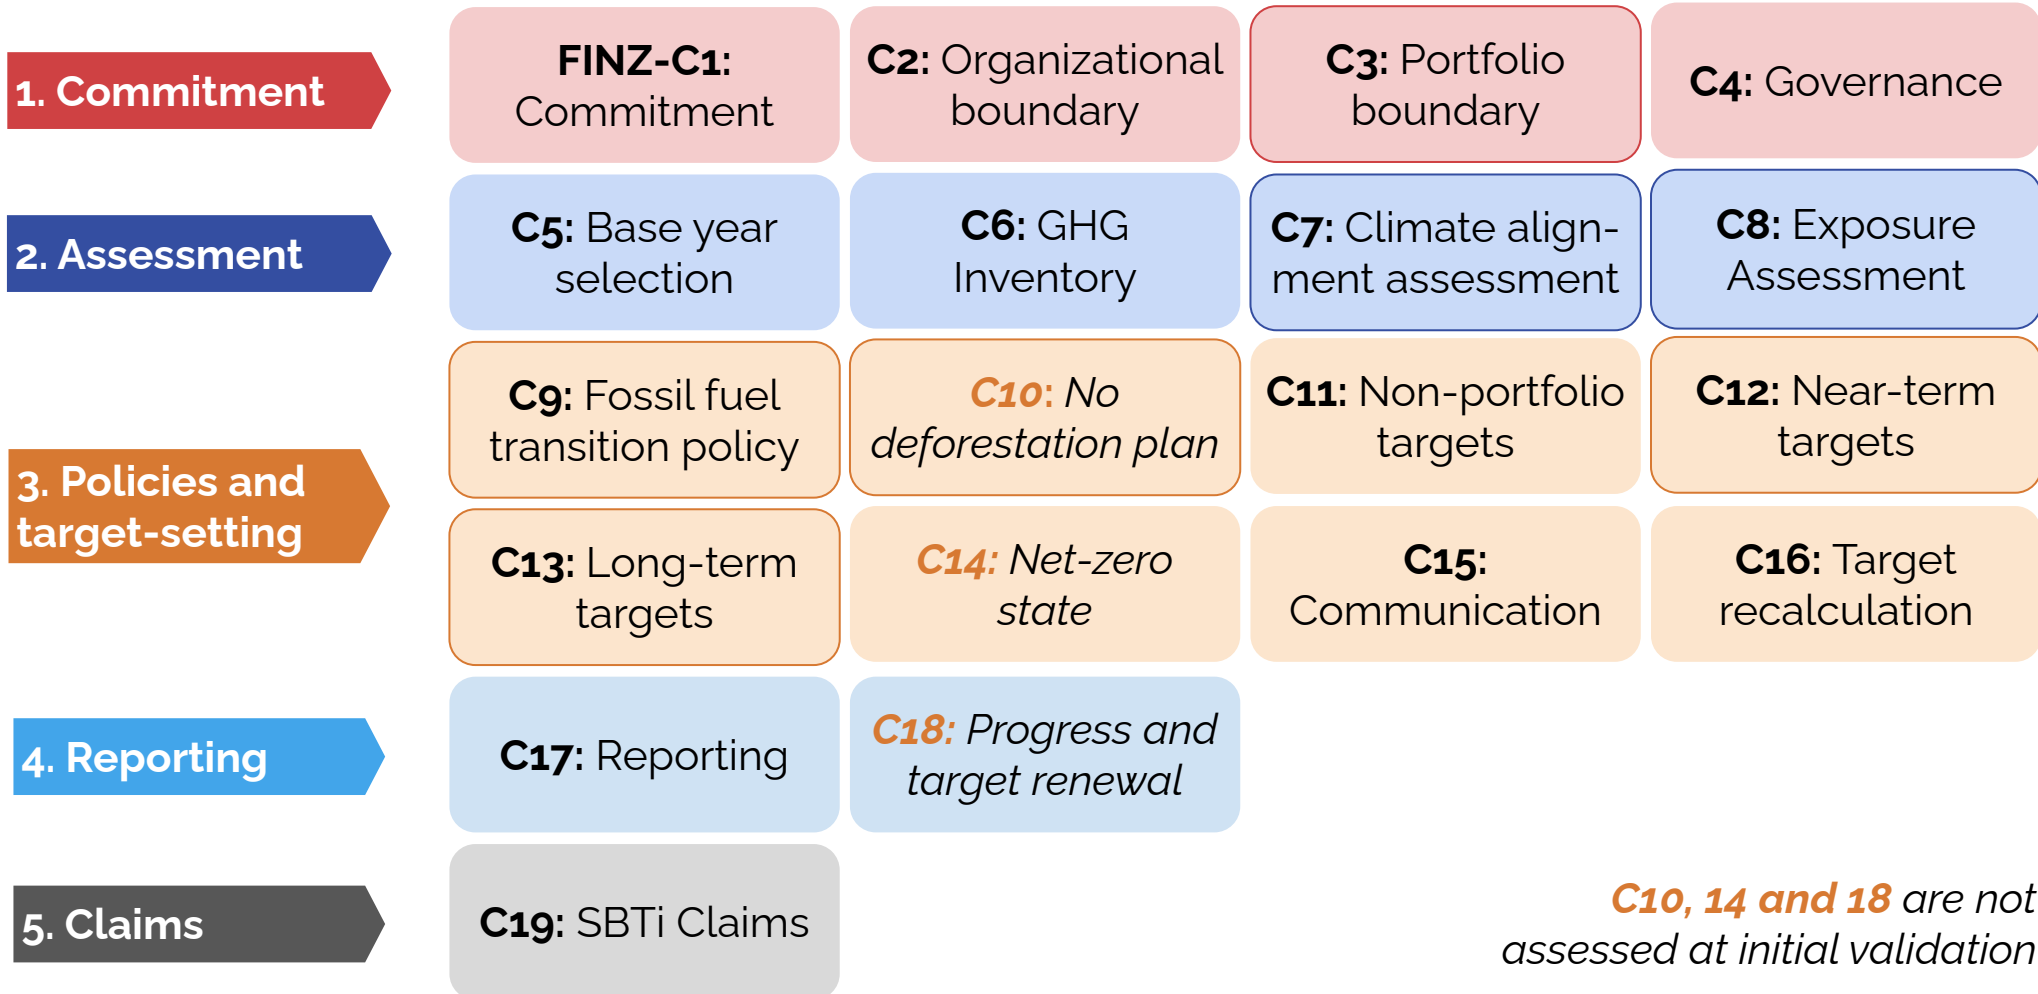 1. Commitment
FINZ-C1:
Commitment
C2: Organizational
boundary
C3: Portfolio
boundary
C4: Governance
2. Assessment
C5: Base year
selection
C6: GHG
Inventory
C7: Climate align-
ment assessment
C8: Exposure
Assessment
3. Policies and
target-setting
C9: Fossil fuel
transition policy
C10: No
deforestation plan
C11: Non-portfolio
targets
C12: Near-term
targets
C13: Long-term
targets
C14: Net-zero
state
C15:
Communication
C16: Target
recalculation
4. Reporting
C17: Reporting
C18: Progress and
target renewal
5. Claims
C19: SBTi Claims
C10, 14 and 18 are not
assessed at initial validation